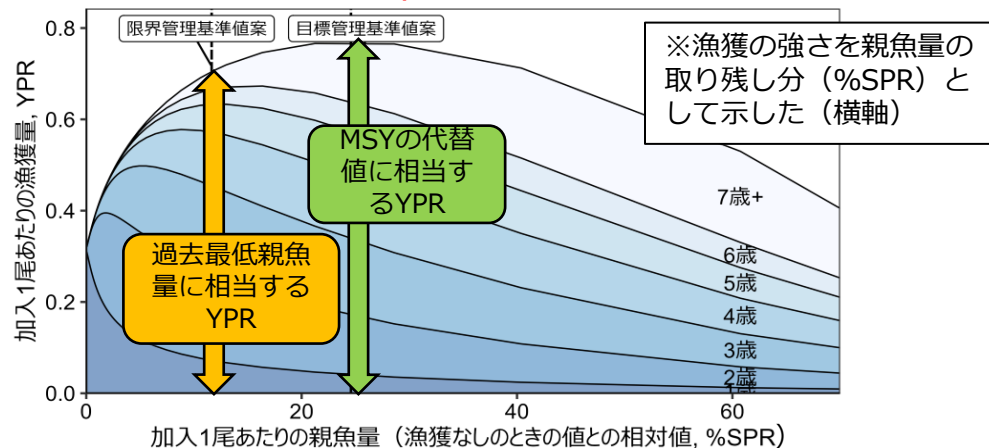 限界管理基準値案
目標管理基準値案
※漁獲の強さを親魚量の
取り残し分（%SPR）と
して示した（横軸）
加入1尾あたりの漁獲量, YPR
0.8
0.6
0.4
0.2
0.0
MSYの代替
値に相当す
るYPR
過去最低親魚
量に相当する
YPR
7歳+
6歳
5歳
4歳
3歳
2歳
0
20
40
60
加入1尾あたりの親魚量（漁獲なしのときの値との相対値, %SPR）